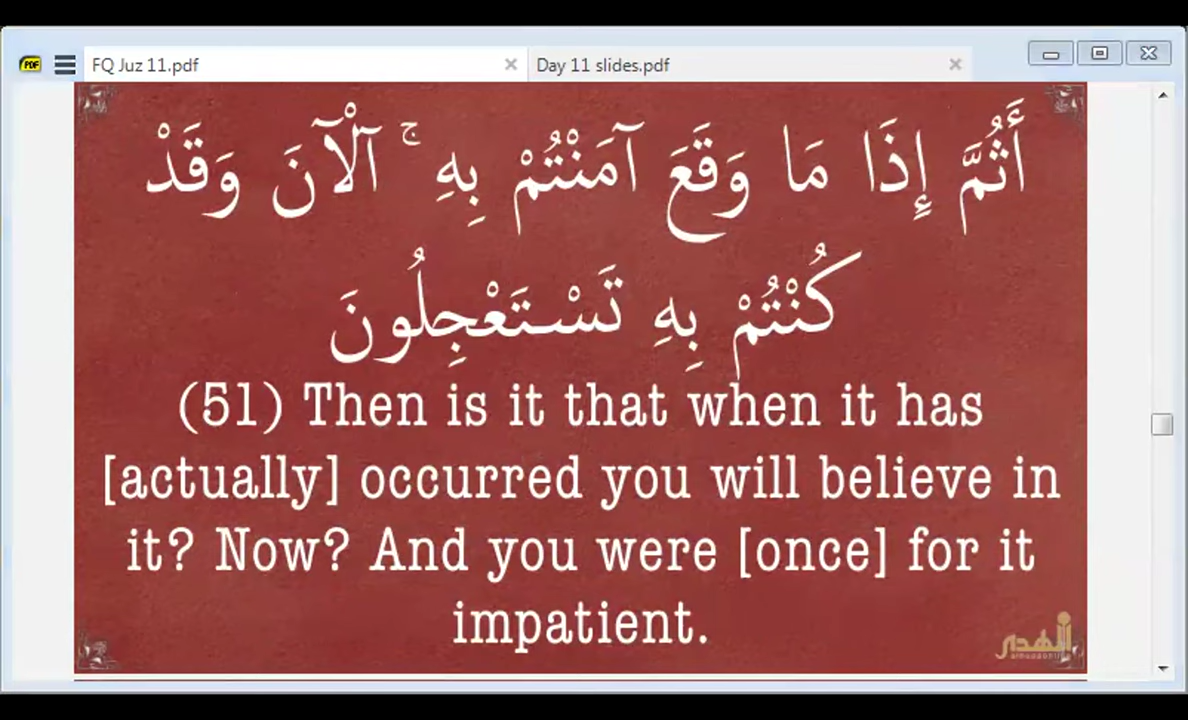 FQ Juz 11.pdf
Day 11 slides.pdf
أَثُمَّ إِذَا مَا وَقَعَ آمَنْتُمْ بِهِ ۚ آلْآنَ وَقَدْ
كُنْتُمْ بِهِ تَسْتَعْجِلُونَ
(51) Then is it that when it has
[actually] occurred you will believe in
it? Now? And you were [once] for it
impatient.
الهدى